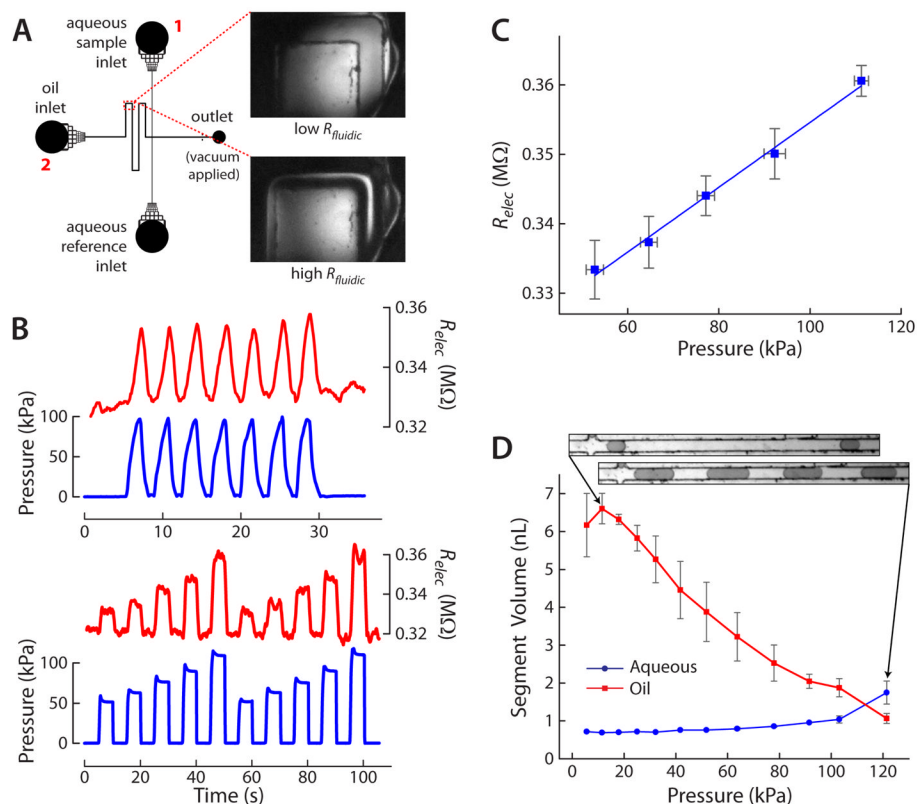 A
aqueous
sample
inlet
1
oil
inlet
2
outlet
(vacuum
applied)
aqueous
reference
inlet
low R_fluidic
high R_fluidic
B
0.36
0.32
R_elec (MΩ)
100
50
0
Pressure (kPa)
0 10 20 30
0.36
0.32
R_elec (MΩ)
100
50
0
Pressure (kPa)
0 20 40 60 80 100
Time (s)
C
0.36
0.35
0.34
0.33
R_elec (MΩ)
60 80 100 120
Pressure (kPa)
D
7
6
5
4
3
2
1
0
Segment Volume (nL)
Aqueous
Oil
0 20 40 60 80 100 120
Pressure (kPa)